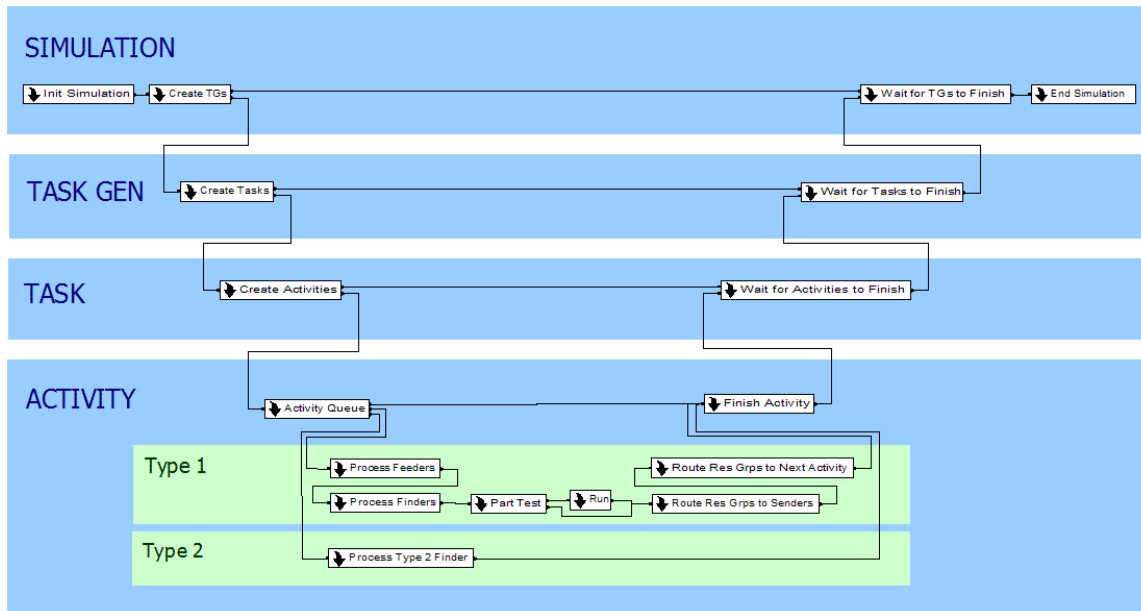 SIMULATION
Init Simulation
Create TGs
Wait for TGs to Finish
End Simulation
TASK GEN
Create Tasks
Wait for Tasks to Finish
TASK
Create Activities
Wait for Activities to Finish
ACTIVITY
Activity Queue
Finish Activity
Type 1
Process Feeders
Route Res Grps to Next Activity
Process Finders
Part Test
Run
Route Res Grps to Senders
Type 2
Process Type 2 Finder